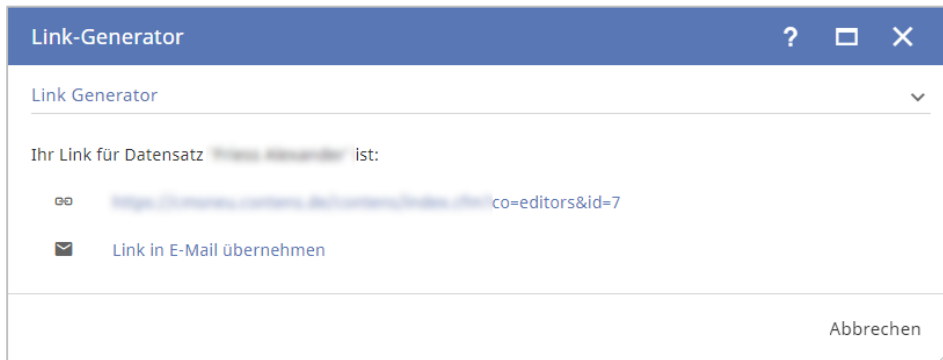 Link-Generator ?
Link Generator
Ihr Link für Datensatz ist:
co=editors&id=7
Link in E-Mail übernehmen
Abbrechen